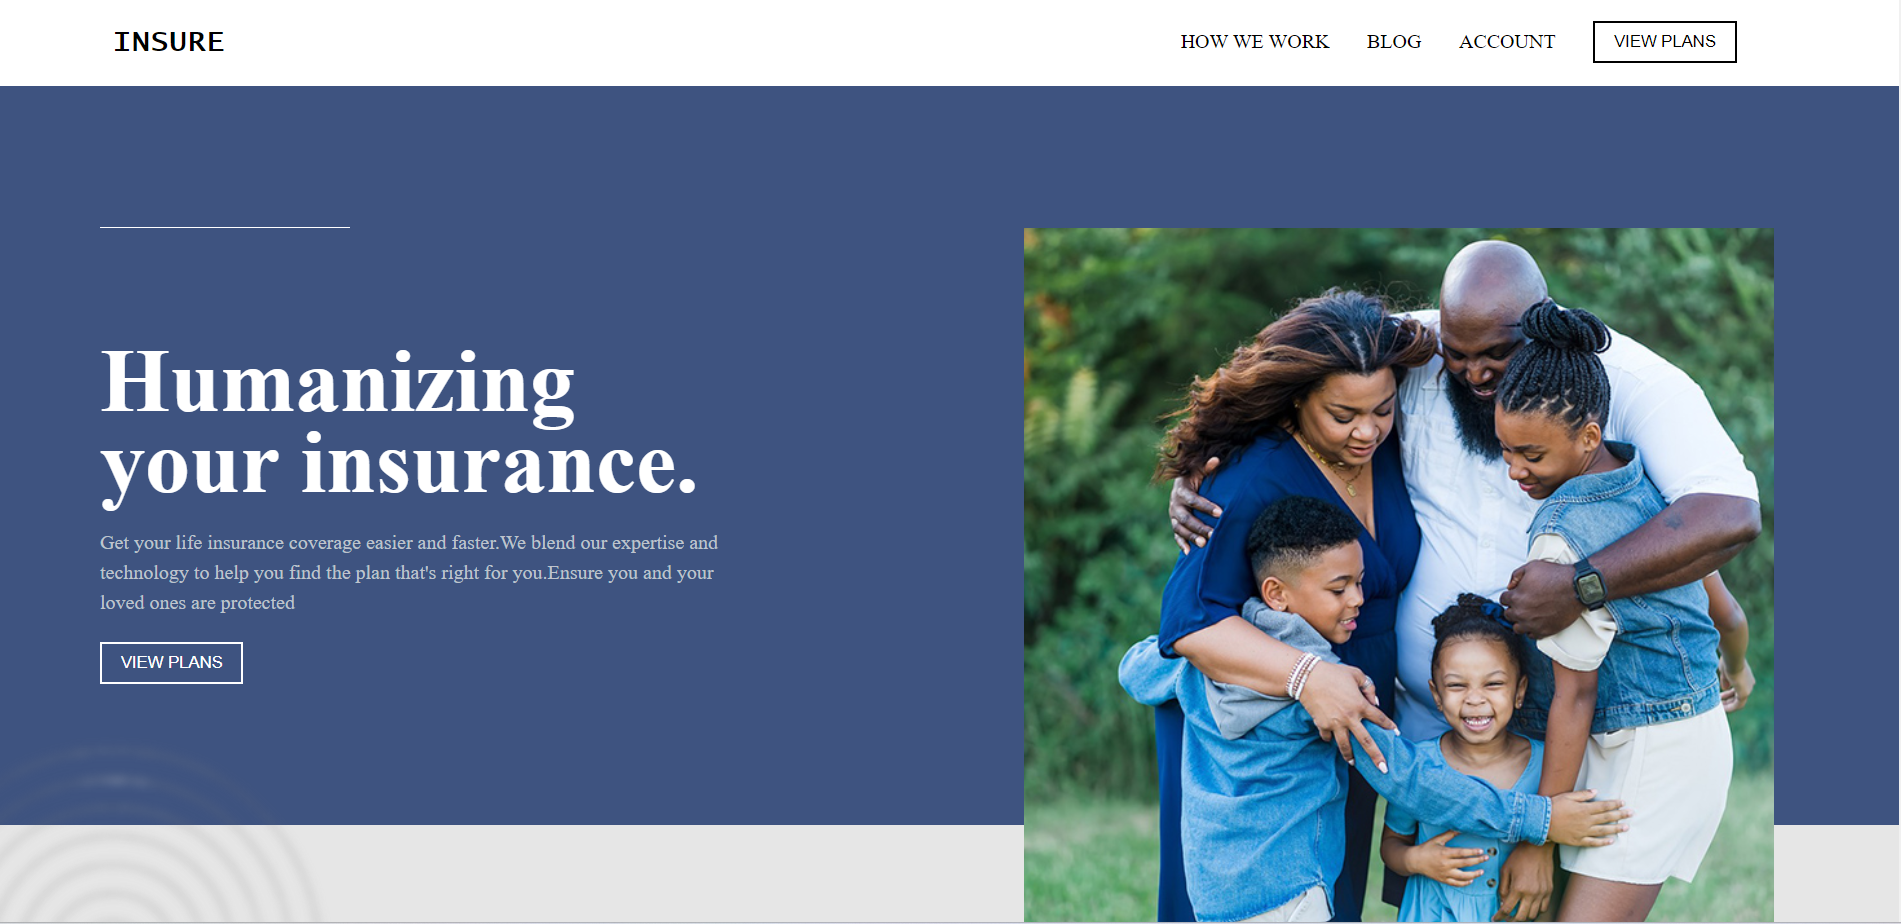 INSURE
HOW WE WORK BLOG ACCOUNT VIEW PLANS
Humanizing
your insurance.
Get your life insurance coverage easier and faster.We blend our expertise and
technology to help you find the plan that's right for you.Ensure you and your
loved ones are protected
VIEW PLANS